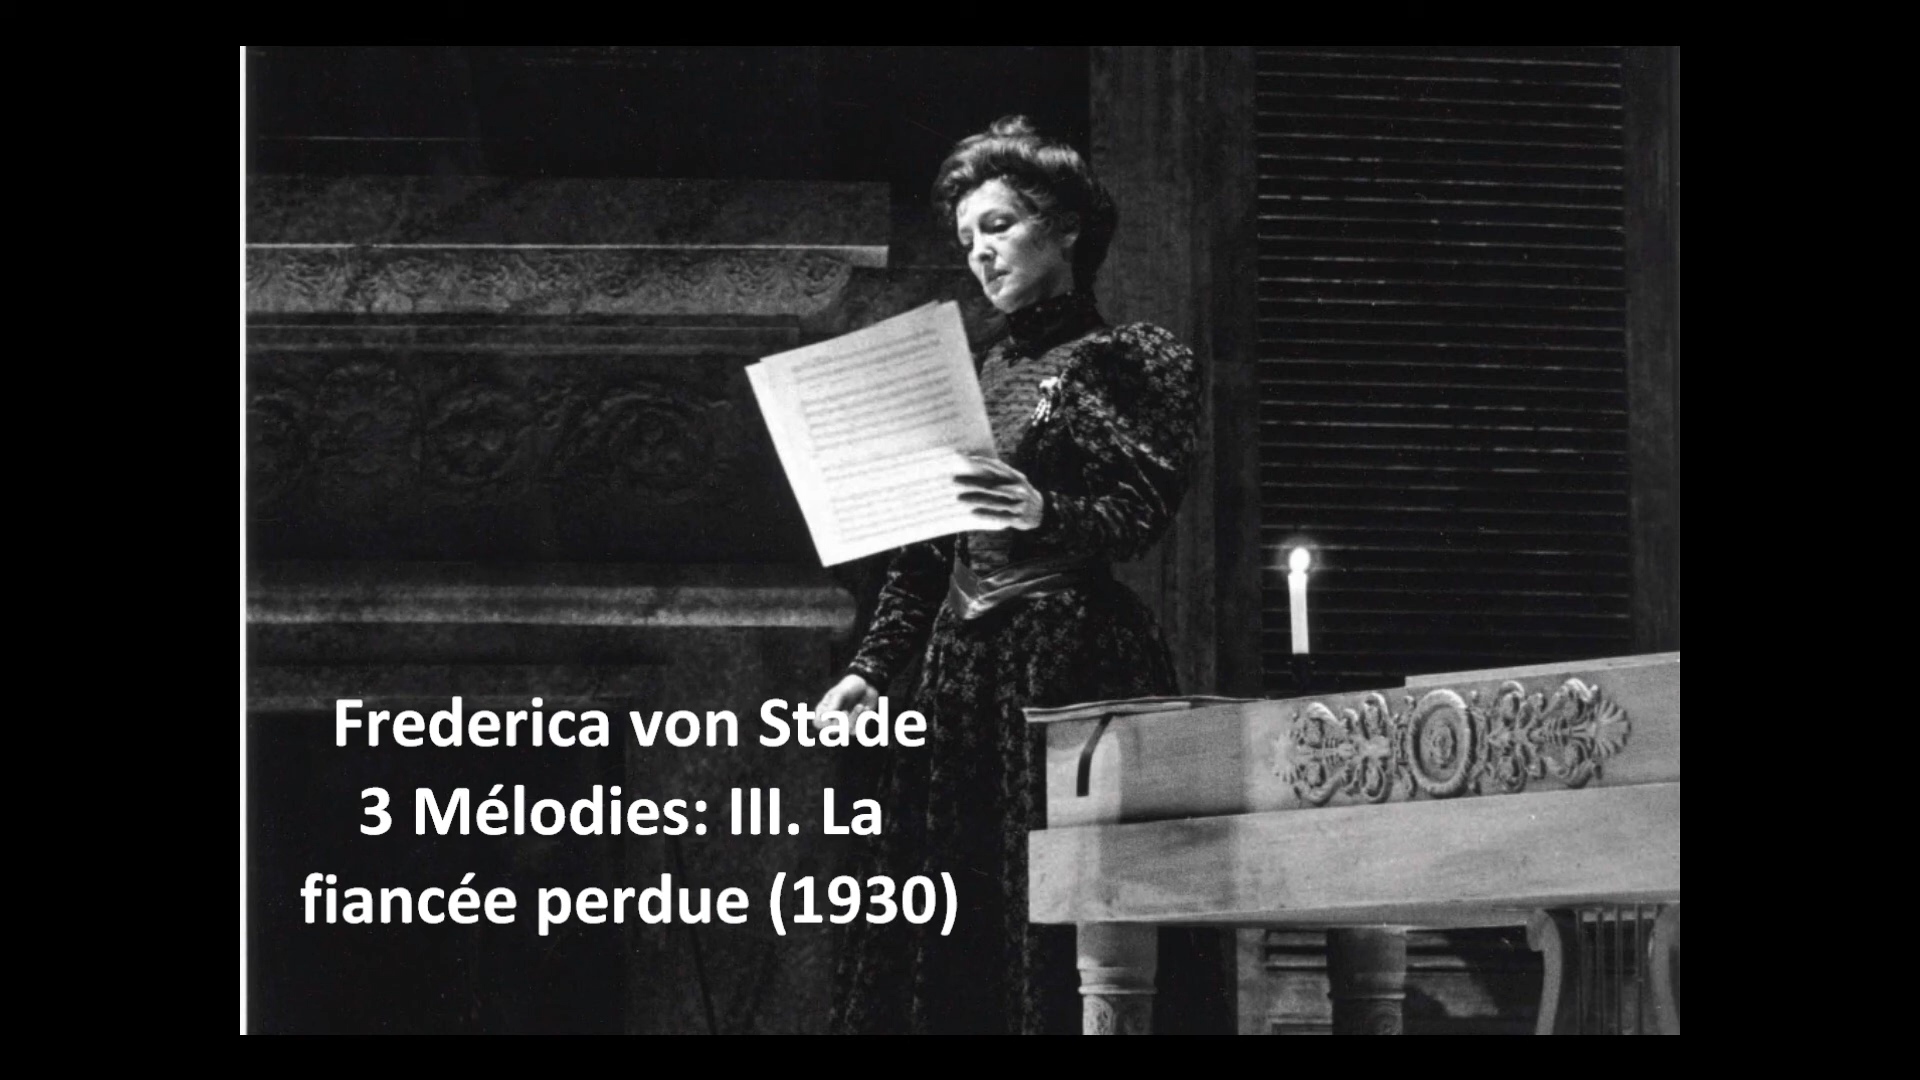 Frederica von Stade
3 Mélodies: III. La
fiancée perdue (1930)